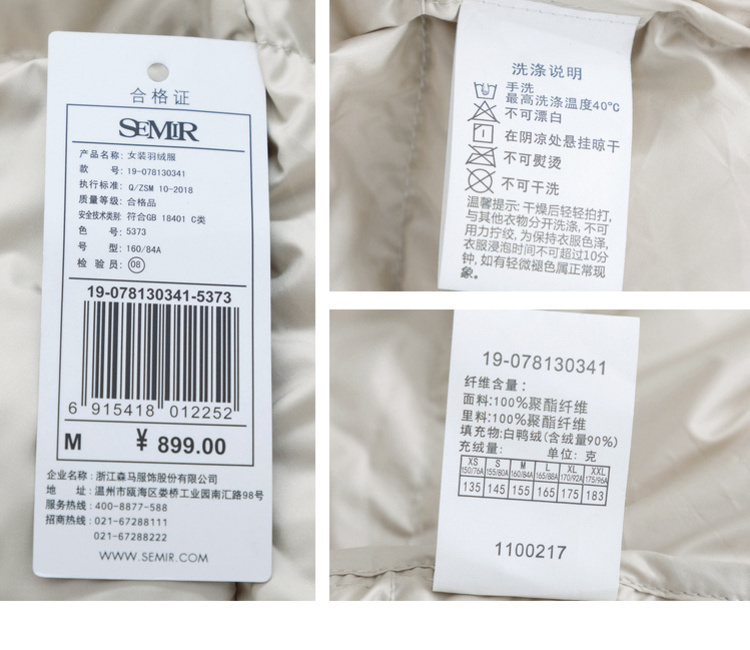 合格证
SEMIR
产品名称: 女装羽绒服
款 号: 19-078130341
执行标准: Q/ZSM 10-2018
质量等级: 合格品
安全技术类别: 符合GB 18401 C类
色 号: 5373
号 型: 160/84A
检 验 员: 08
19-078130341-5373
6 915418 012252
M ¥ 899.00
企业名称: 浙江森马服饰股份有限公司
地 址: 温州市瓯海区娄桥工业园南汇路98号
服务热线: 400-8877-588
招商热线: 021-67288111
021-67288222
WWW.SEMIR.COM
洗涤说明
手洗
最高洗涤温度40℃
不可漂白
在阴凉处悬挂晾干
不可熨烫
不可干洗
温馨提示: 干燥后轻轻拍打,
与其他衣物分开洗涤, 不可
用力拧绞, 为保持衣服色泽,
衣服浸泡时间不可超过10分
钟, 如有轻微褪色属正常现
象。
19-078130341
纤维含量:
面料:100%聚酯纤维
里料:100%聚酯纤维
填充物:白鸭绒(含绒量90%)
充绒量: 单位: 克
XS S M L XL XXL
150/76A 155/80A 160/84A 165/88A 170/92A 175/96A
135 145 155 165 175 183
1100217